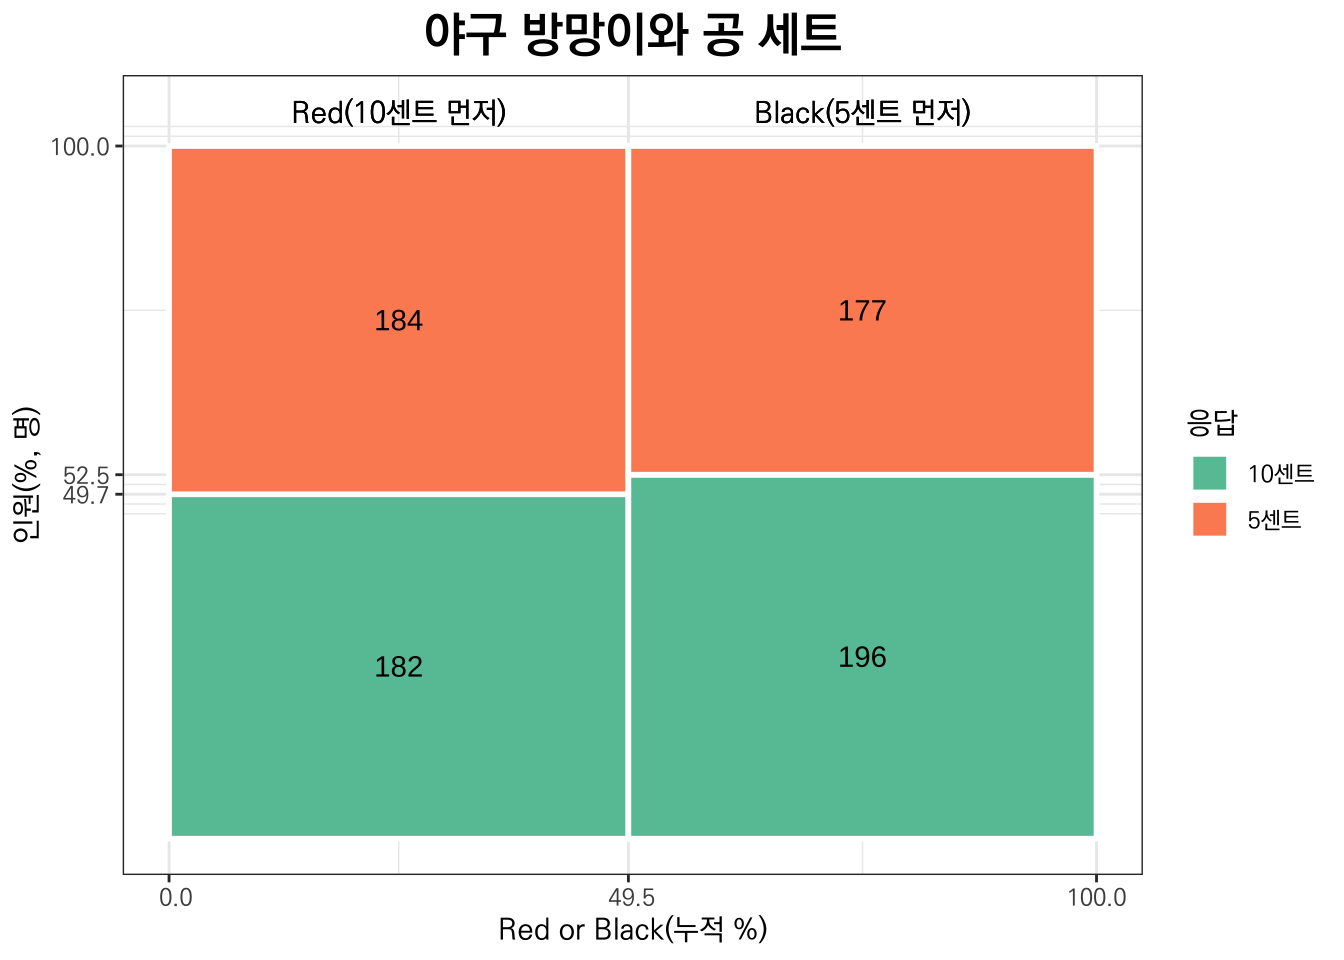 야구 방망이와 공 세트
Red(10센트 먼저)
Black(5센트 먼저)
100.0
52.5
49.7
184
177
182
196
인원(%, 명)
0.0
49.5
100.0
Red or Black(누적 %)
응답
10센트
5센트